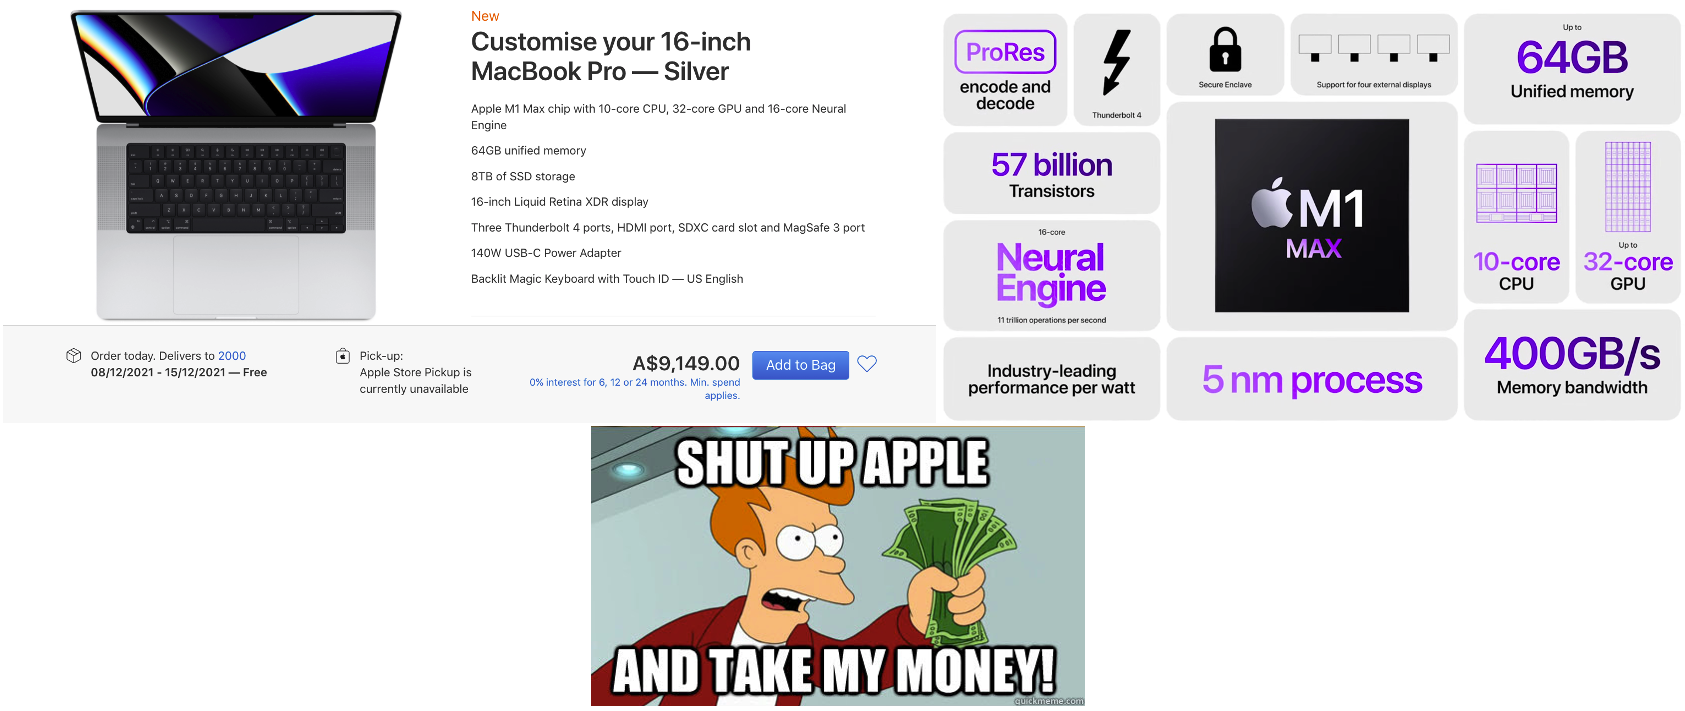 New
Customise your 16-inch
MacBook Pro — Silver
Apple M1 Max chip with 10-core CPU, 32-core GPU and 16-core Neural
Engine
64GB unified memory
8TB of SSD storage
16-inch Liquid Retina XDR display
Three Thunderbolt 4 ports, HDMI port, SDXC card slot and MagSafe 3 port
140W USB-C Power Adapter
Backlit Magic Keyboard with Touch ID — US English
Order today. Delivers to 2000
08/12/2021 - 15/12/2021 — Free
Pick-up:
Apple Store Pickup is
currently unavailable
A$9,149.00
0% interest for 6, 12 or 24 months. Min. spend
applies.
Add to Bag
ProRes
encode and
decode
Thunderbolt 4
Secure Enclave
Support for four external displays
Up to
64GB
Unified memory
57 billion
Transistors
M1
MAX
10-core
CPU
Up to
32-core
GPU
16-core
Neural
Engine
11 trillion operations per second
Industry-leading
performance per watt
5 nm process
400GB/s
Memory bandwidth
SHUT UP APPLE
AND TAKE MY MONEY!
quickmeme.com